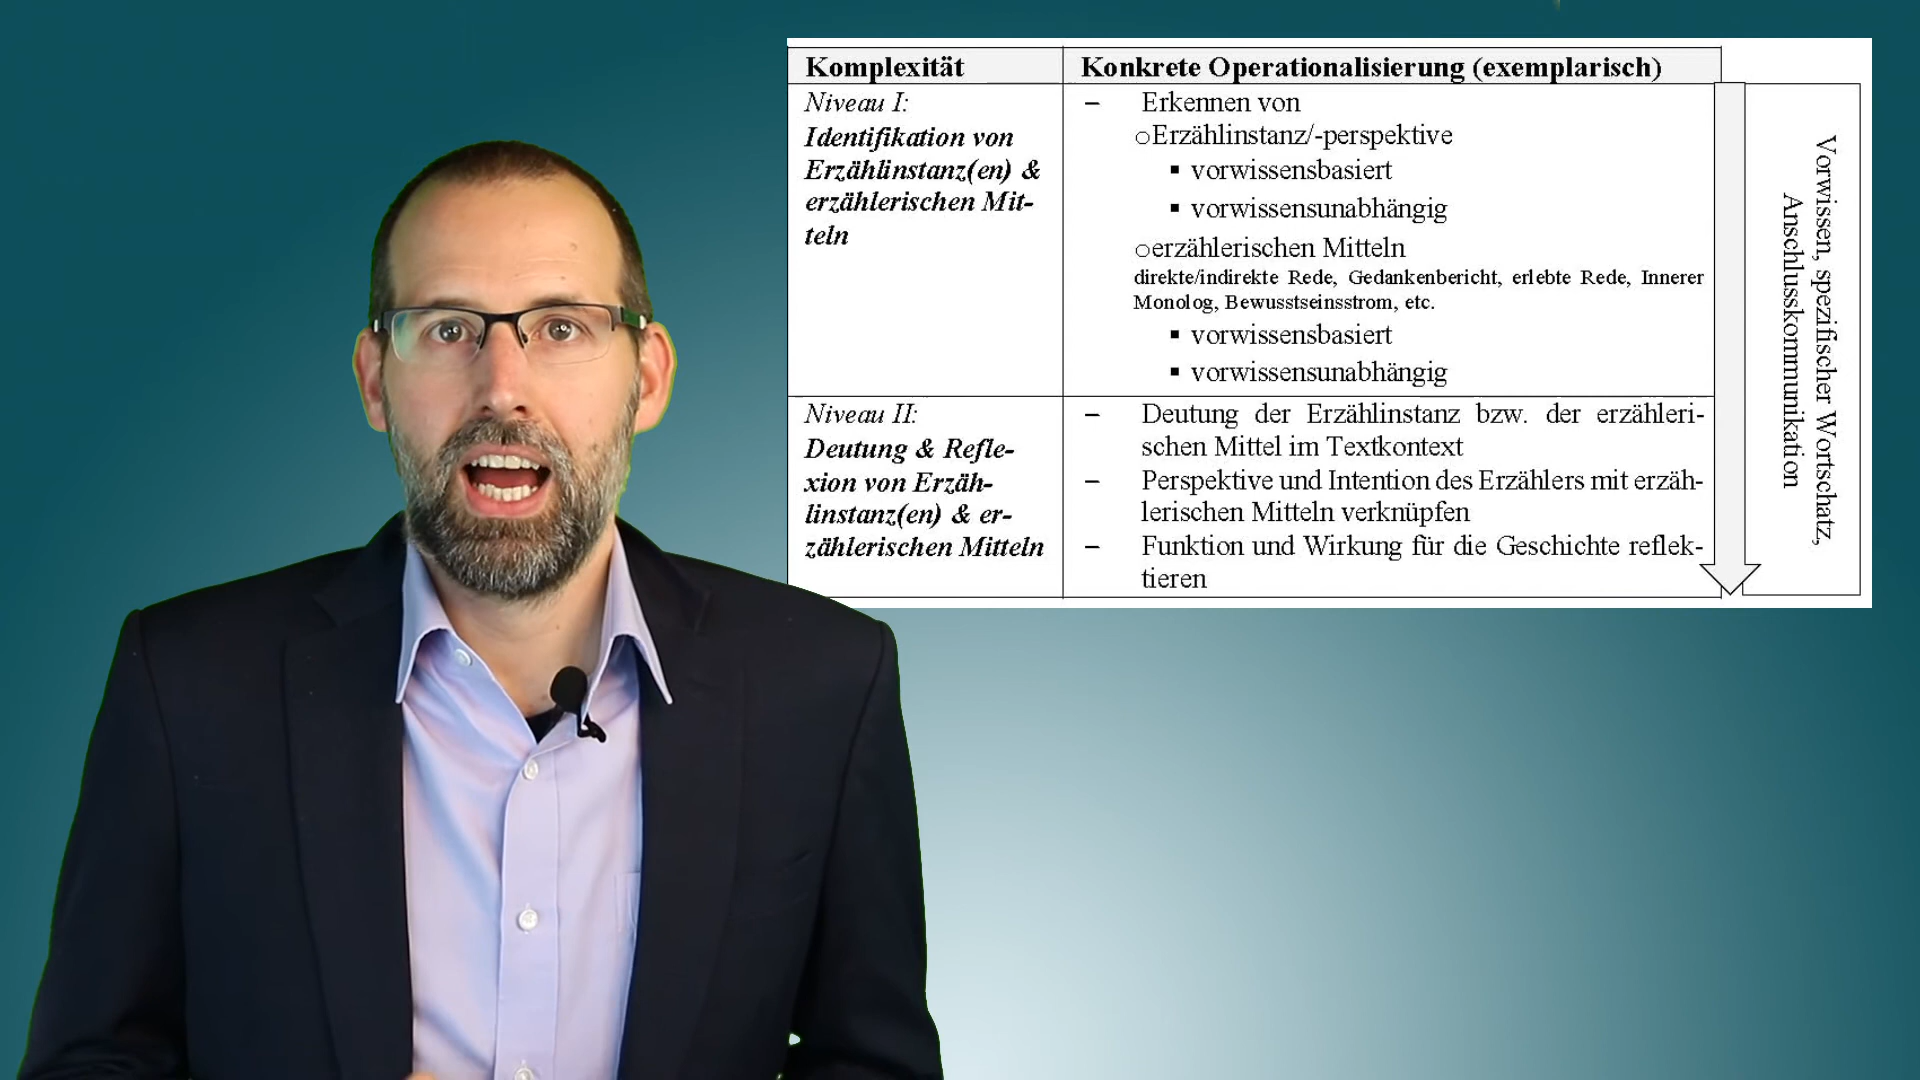 Komplexität
Konkrete Operationalisierung (exemplarisch)
Niveau I:
Identifikation von
Erzählinstanz(en) &
erzählerischen Mit-
teln
– Erkennen von
oErzählinstanz/-perspektive
▪ vorwissensbasiert
▪ vorwissensunabhängig
oerzählerischen Mitteln
direkte/indirekte Rede, Gedankenbericht, erlebte Rede, Innerer
Monolog, Bewusstseinsstrom, etc.
▪ vorwissensbasiert
▪ vorwissensunabhängig
Niveau II:
Deutung & Refle-
xion von Erzäh-
linstanz(en) & er-
zählerischen Mitteln
– Deutung der Erzählinstanz bzw. der erzähleri-
schen Mittel im Textkontext
– Perspektive und Intention des Erzählers mit erzäh-
lerischen Mitteln verknüpfen
– Funktion und Wirkung für die Geschichte reflek-
tieren
Vorwissen, spezifischer Wortschatz,
Anschlusskommunikation